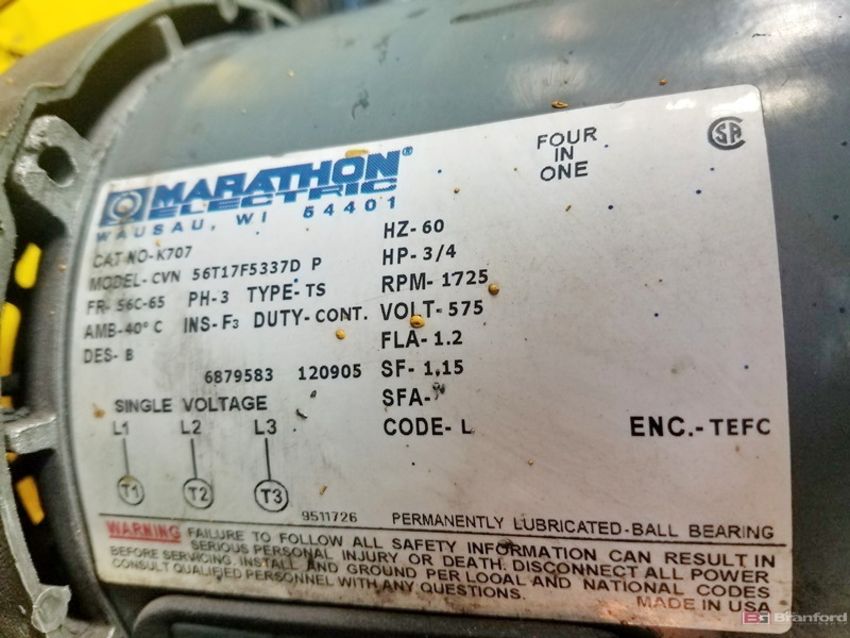 MARATHON®
ELECTRIC
WAUSAU, WI 54401
FOUR
IN
ONE
SA
CAT NO-K707
MODEL-CVN 56T17F5337D P
FR-56C-65 PH-3 TYPE-TS
AMB-40°C INS-F3 DUTY-CONT.
DES-B
HZ-60
HP-3/4
RPM-1725
VOLT-575
FLA-1.2
SF-1.15
SFA-
CODE-L
ENC.-TEFC
6879583 120905
SINGLE VOLTAGE
L1 L2 L3
T1 T2 T3
9511726 PERMANENTLY LUBRICATED-BALL BEARING
WARNING FAILURE TO FOLLOW ALL SAFETY INFORMATION CAN RESULT IN
SERIOUS PERSONAL INJURY OR DEATH. DISCONNECT ALL POWER
BEFORE SERVICING, INSTALL AND GROUND PER LOCAL AND NATIONAL CODES
CONSULT QUALIFIED PERSONNEL WITH ANY QUESTIONS.
MADE IN USA
BG Branford